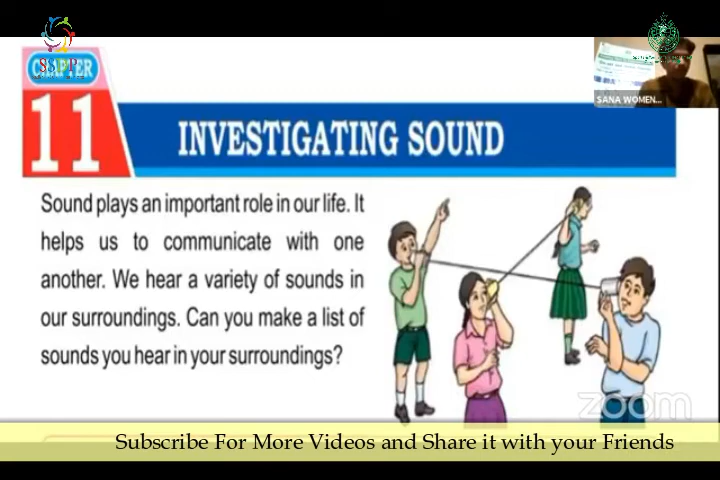 CHAPTER
11
INVESTIGATING SOUND
SANA WOMEN...
Sound plays an important role in our life. It
helps us to communicate with one
another. We hear a variety of sounds in
our surroundings. Can you make a list of
sounds you hear in your surroundings?
zoom
Subscribe For More Videos and Share it with your Friends